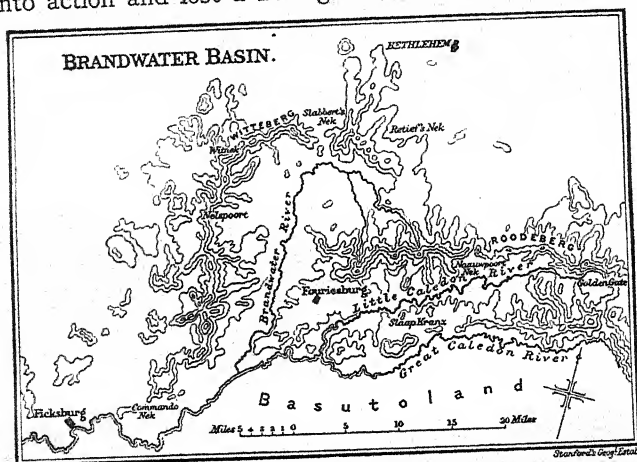 into action and lost a
BRANDWATER BASIN.
BETHLEHEM
Slabbert's
Nek
WITTEBERG
Retief's Nek
Witnek
Nelspoort
Brandwater River
ROODEBERG
Naauwpoort
Nek
Golden Gate
Fouriesburg
Little Caledon River
Slaap Kranz
Great Caledon River
Basutoland
Commando
Nek
Ficksburg
Miles 5 4 3 2 1 0 5 10 15 20 Miles
Stanford's Geogl. Estab